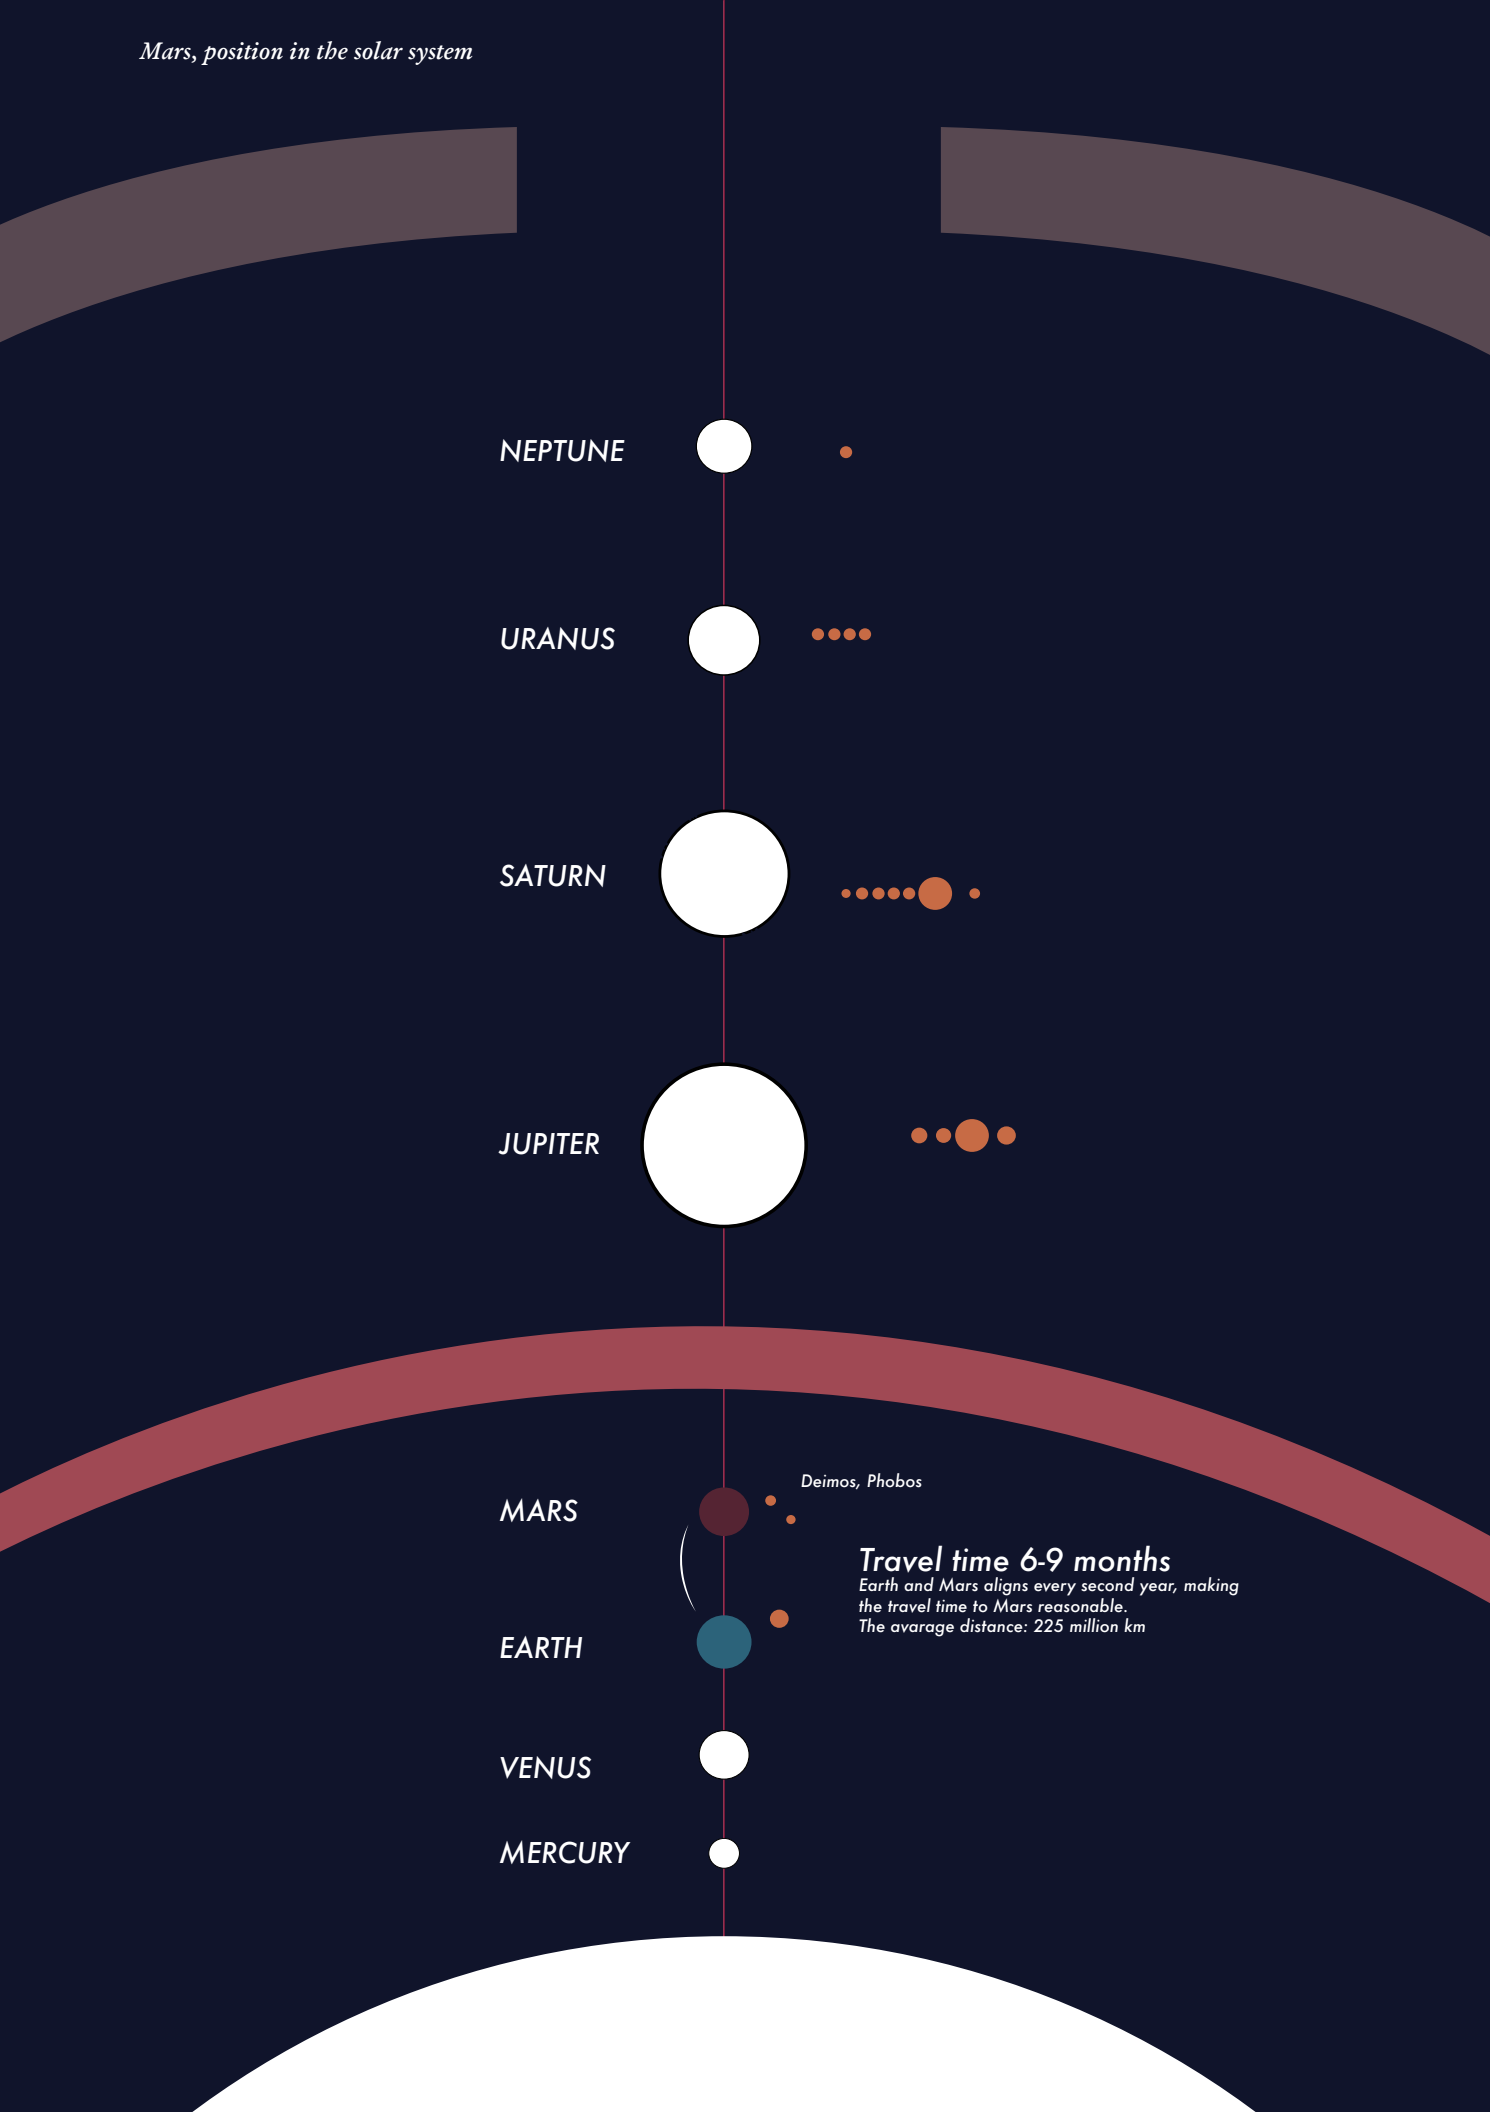 Mars, position in the solar system
NEPTUNE
URANUS
SATURN
JUPITER
Deimos, Phobos
MARS
Travel time 6-9 months
Earth and Mars aligns every second year, making
the travel time to Mars reasonable.
The avarage distance: 225 million km
EARTH
VENUS
MERCURY